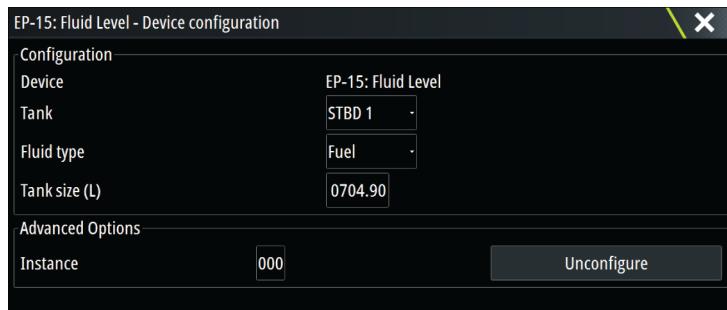 EP-15: Fluid Level - Device configuration
Configuration
Device EP-15: Fluid Level
Tank STBD 1
Fluid type Fuel
Tank size (L) 0704.90
Advanced Options
Instance 000 Unconfigure